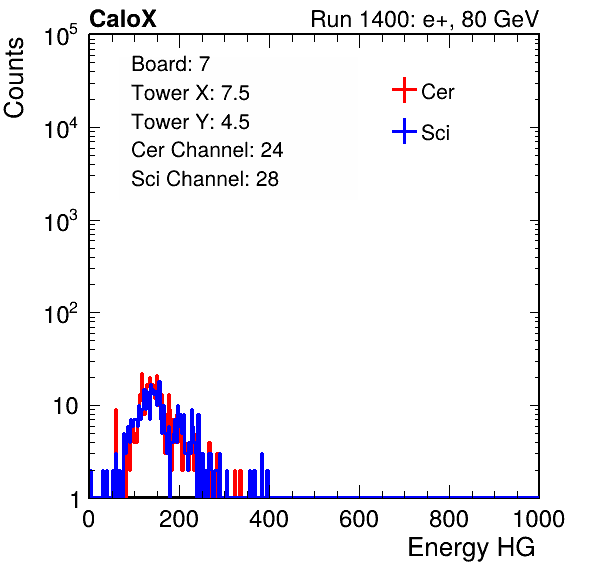 CaloX Run 1400: e+, 80 GeV
Counts
10^5
10^4
10^3
10^2
10
1
Board: 7
Tower X: 7.5
Tower Y: 4.5
Cer Channel: 24
Sci Channel: 28
Cer
Sci
0 200 400 600 800 1000
Energy HG